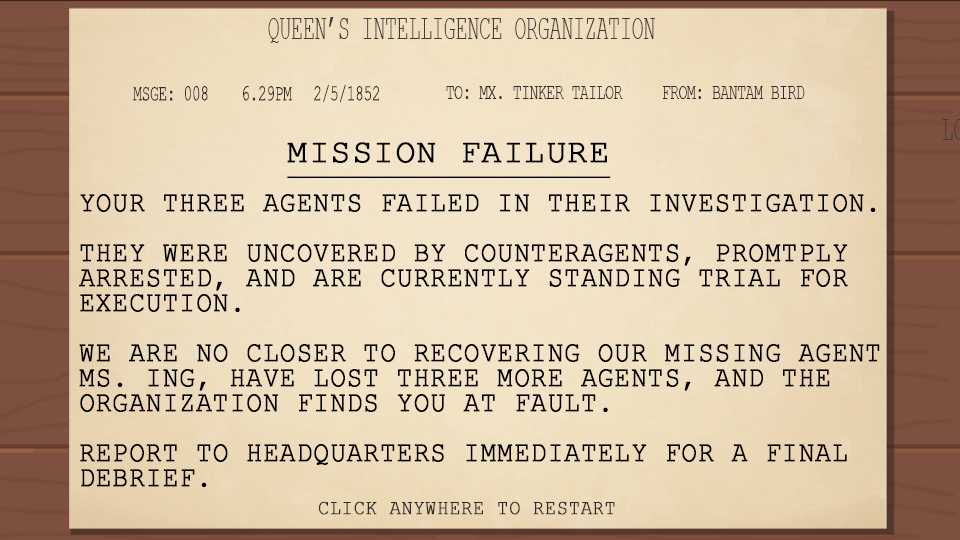 QUEEN'S INTELLIGENCE ORGANIZATION
MSGE: 008 6.29PM 2/5/1852 TO: MX. TINKER TAILOR FROM: BANTAM BIRD
MISSION FAILURE
YOUR THREE AGENTS FAILED IN THEIR INVESTIGATION.
THEY WERE UNCOVERED BY COUNTERAGENTS, PROMTPLY
ARRESTED, AND ARE CURRENTLY STANDING TRIAL FOR
EXECUTION.
WE ARE NO CLOSER TO RECOVERING OUR MISSING AGENT
MS. ING, HAVE LOST THREE MORE AGENTS, AND THE
ORGANIZATION FINDS YOU AT FAULT.
REPORT TO HEADQUARTERS IMMEDIATELY FOR A FINAL
DEBRIEF.
CLICK ANYWHERE TO RESTART